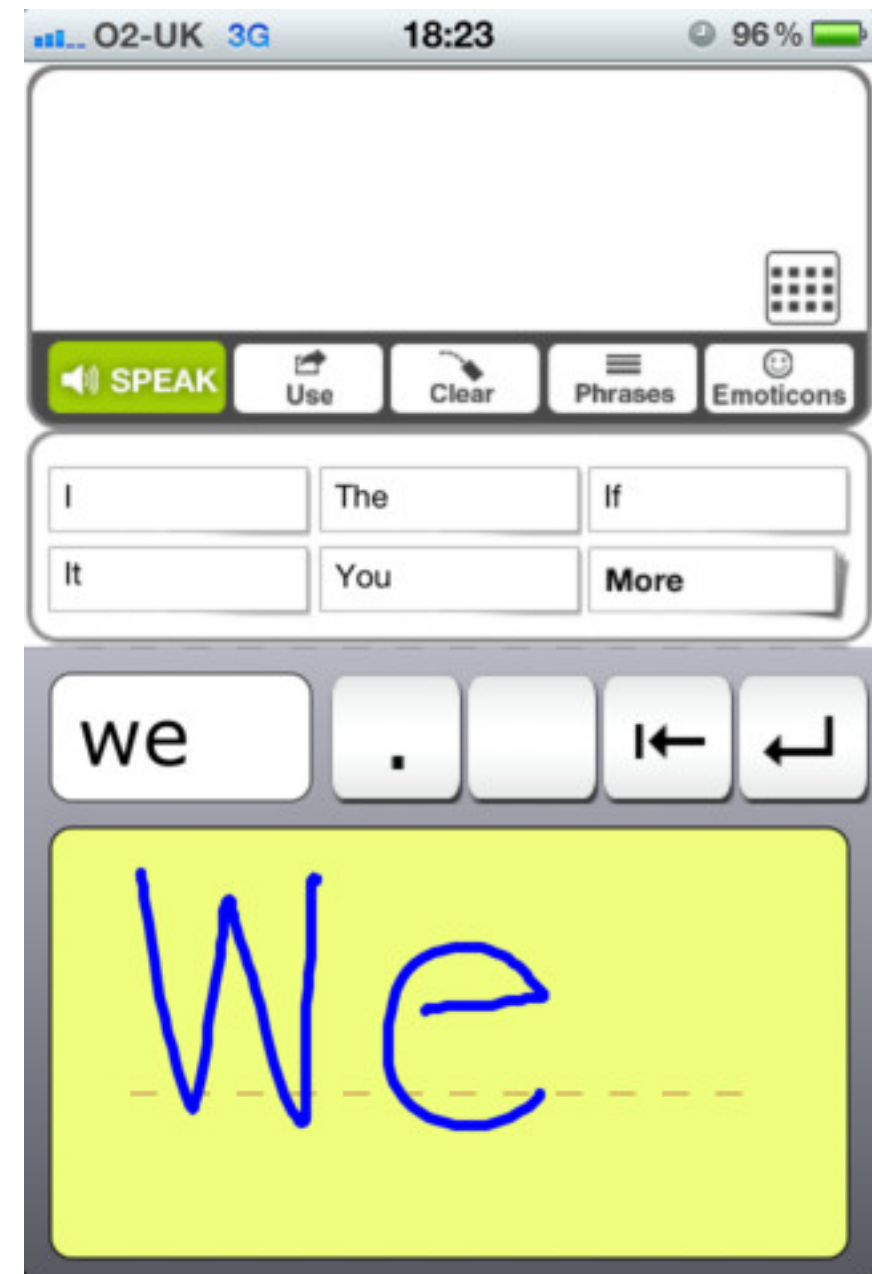 O2-UK 3G 18:23 96%
SPEAK Use Clear Phrases Emoticons
I The If
It You More
we .
We